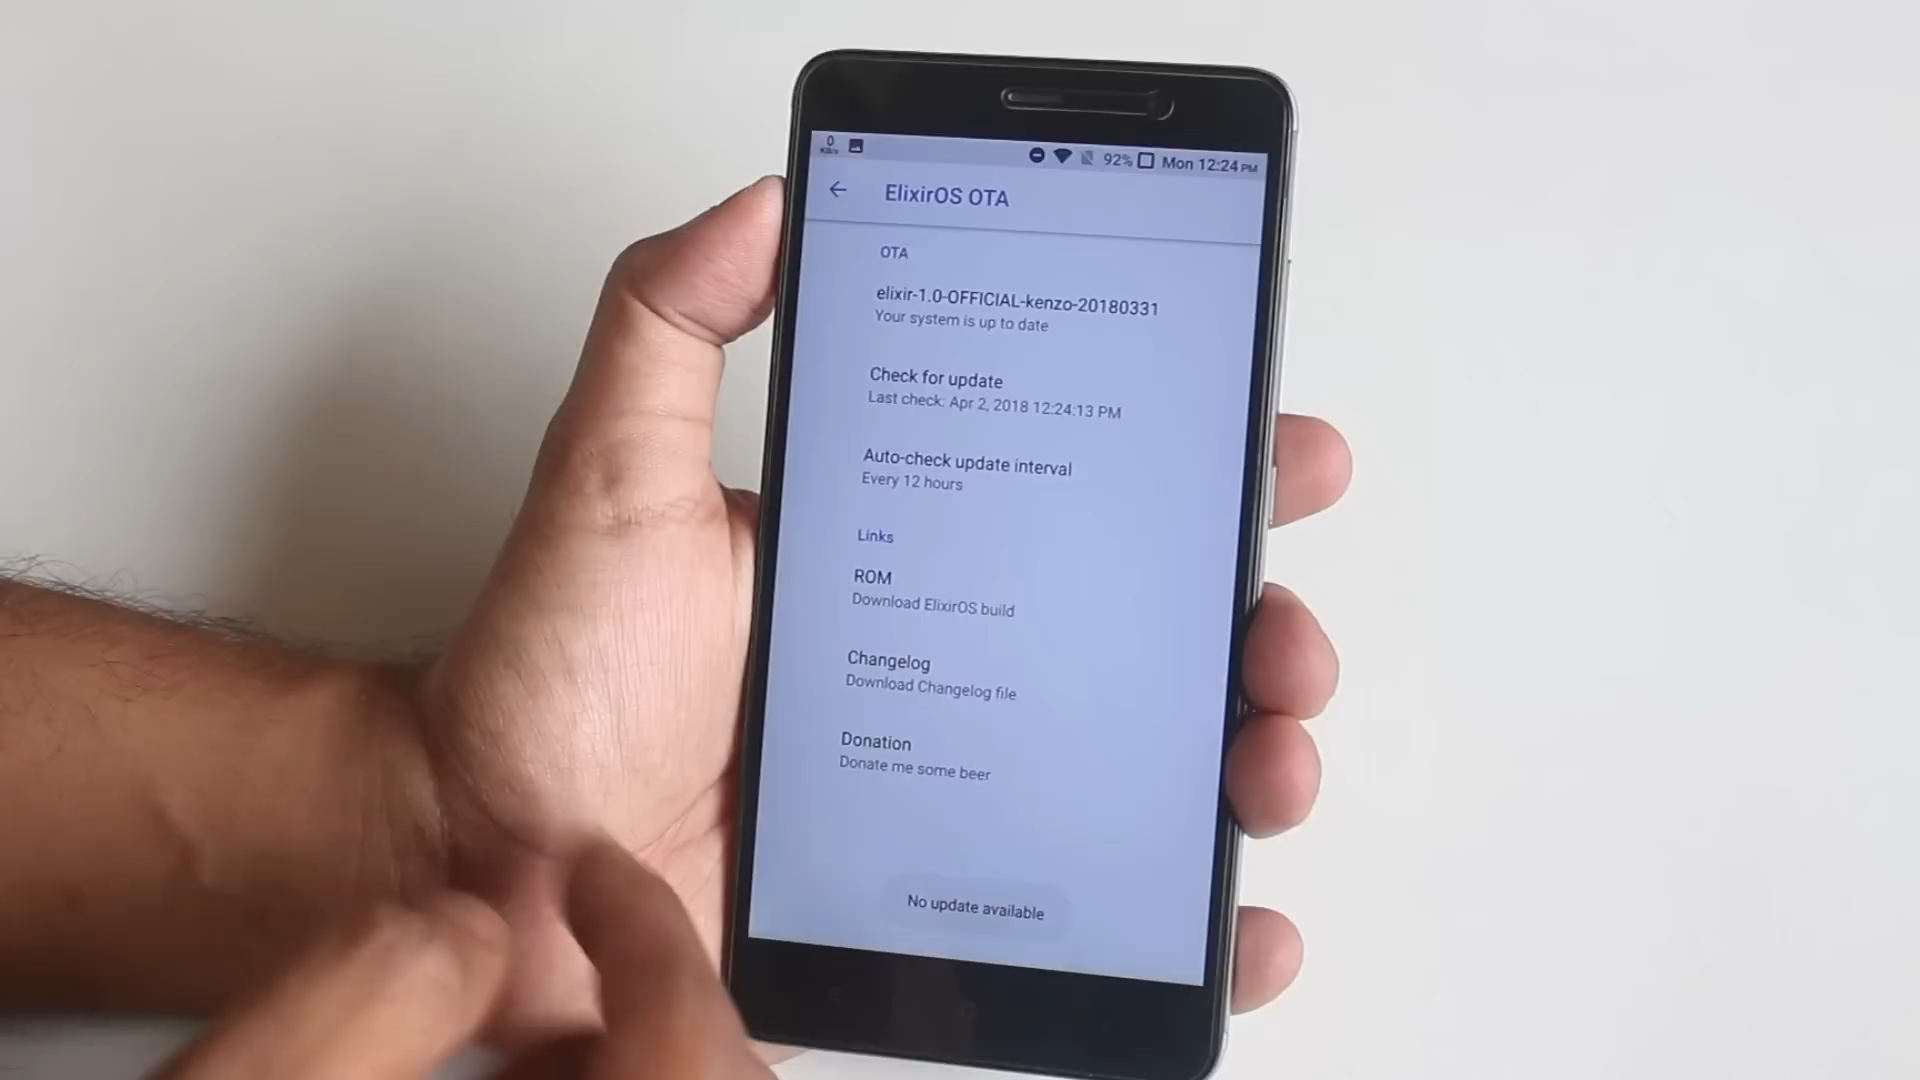 0
KB/s
92%
Mon 12:24 PM
ElixirOS OTA
OTA
elixir-1.0-OFFICIAL-kenzo-20180331
Your system is up to date
Check for update
Last check: Apr 2, 2018 12:24:13 PM
Auto-check update interval
Every 12 hours
Links
ROM
Download ElixirOS build
Changelog
Download Changelog file
Donation
Donate me some beer
No update available